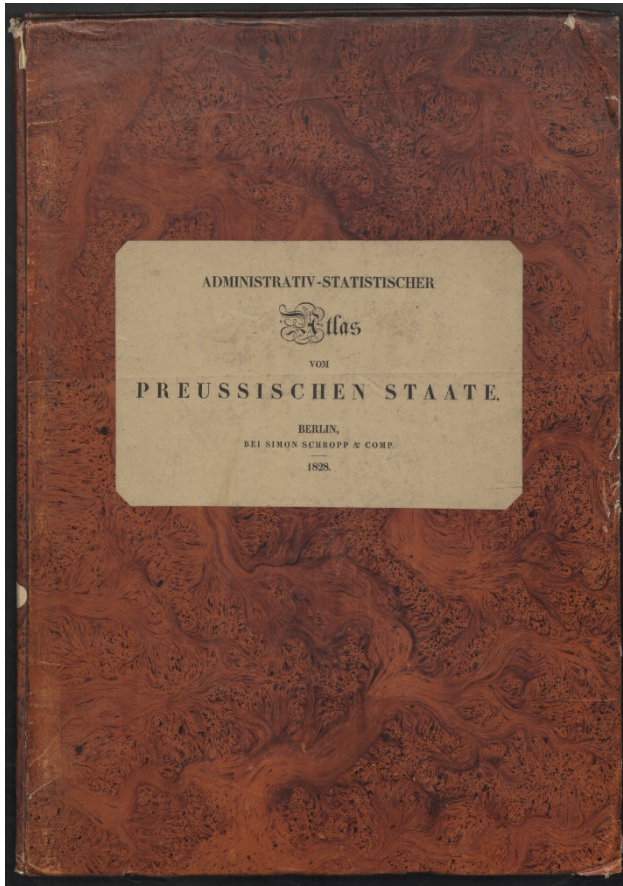 ADMINISTRATIV-STATISTISCHER
Atlas
VOM
PREUSSISCHEN STAATE.
BERLIN,
BEI SIMON SCHROPP & COMP.
1828.